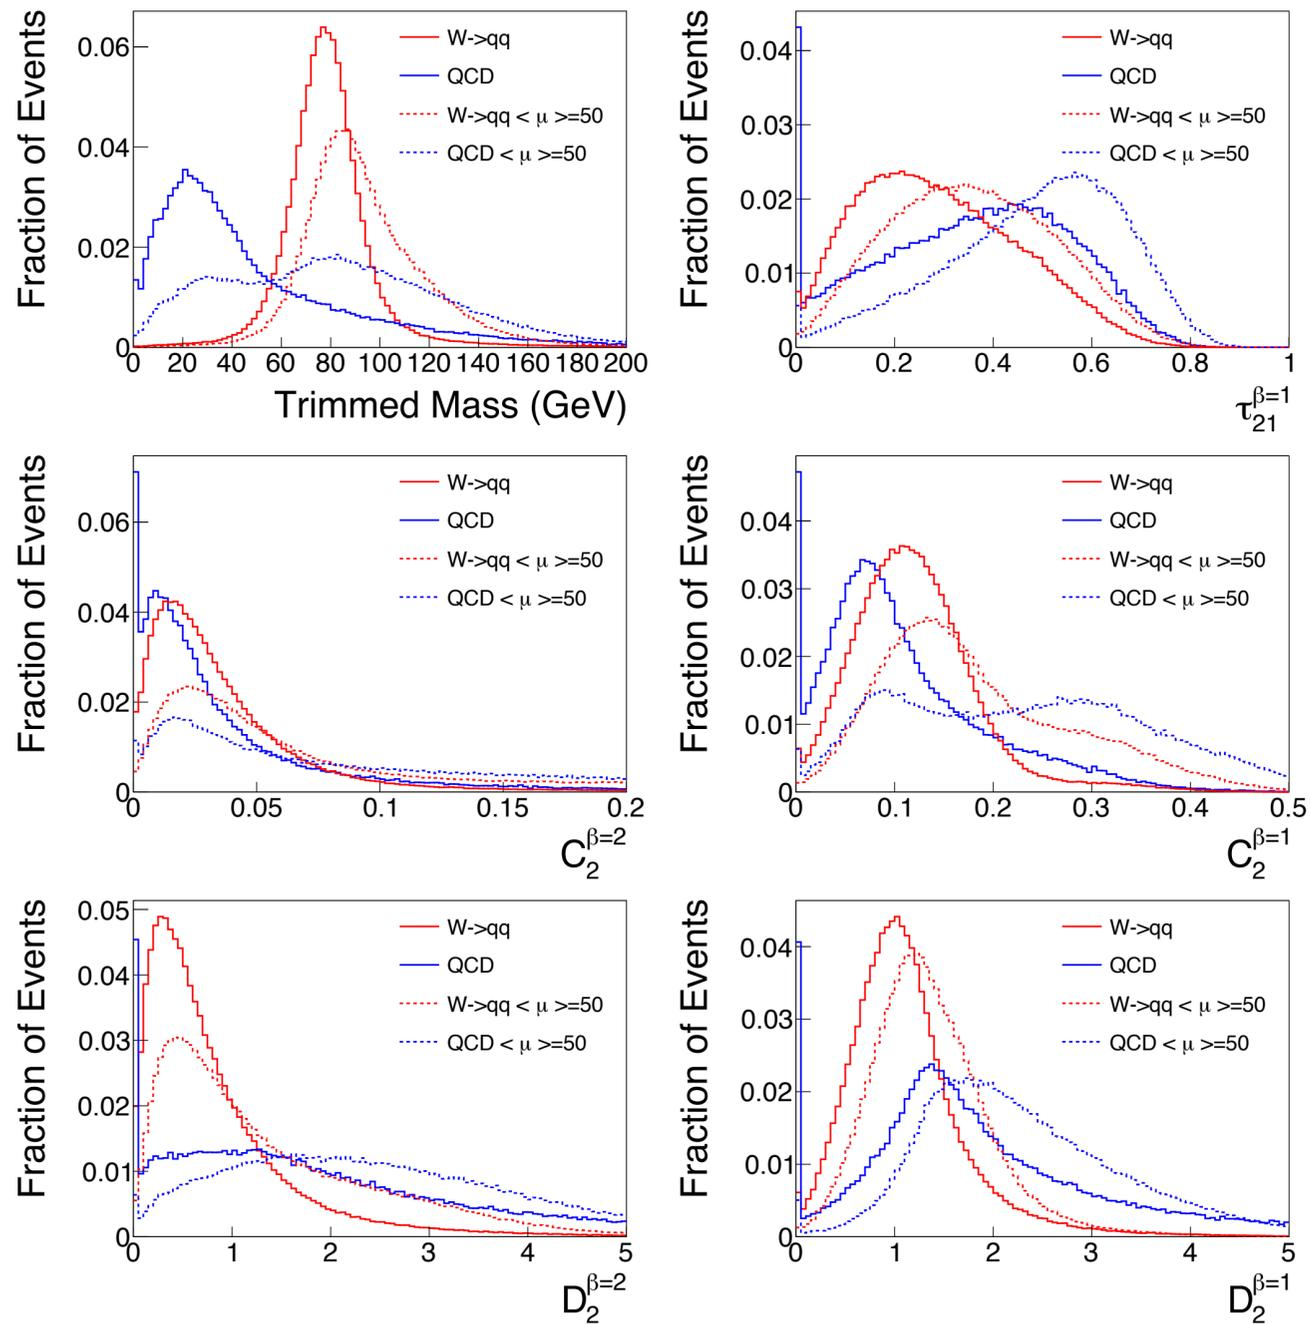 Fraction of Events
0.06
0.04
0.02
0
W->qq
QCD
W->qq < μ >=50
QCD < μ >=50
0 20 40 60 80 100 120 140 160 180 200
Trimmed Mass (GeV)
Fraction of Events
0.04
0.03
0.02
0.01
0
W->qq
QCD
W->qq < μ >=50
QCD < μ >=50
0 0.2 0.4 0.6 0.8 1
τ21 β=1
Fraction of Events
0.06
0.04
0.02
0
W->qq
QCD
W->qq < μ >=50
QCD < μ >=50
0 0.05 0.1 0.15 0.2
C2 β=2
Fraction of Events
0.04
0.03
0.02
0.01
0
W->qq
QCD
W->qq < μ >=50
QCD < μ >=50
0 0.1 0.2 0.3 0.4 0.5
C2 β=1
Fraction of Events
0.05
0.04
0.03
0.02
0.01
0
W->qq
QCD
W->qq < μ >=50
QCD < μ >=50
0 1 2 3 4 5
D2 β=2
Fraction of Events
0.04
0.03
0.02
0.01
0
W->qq
QCD
W->qq < μ >=50
QCD < μ >=50
0 1 2 3 4 5
D2 β=1